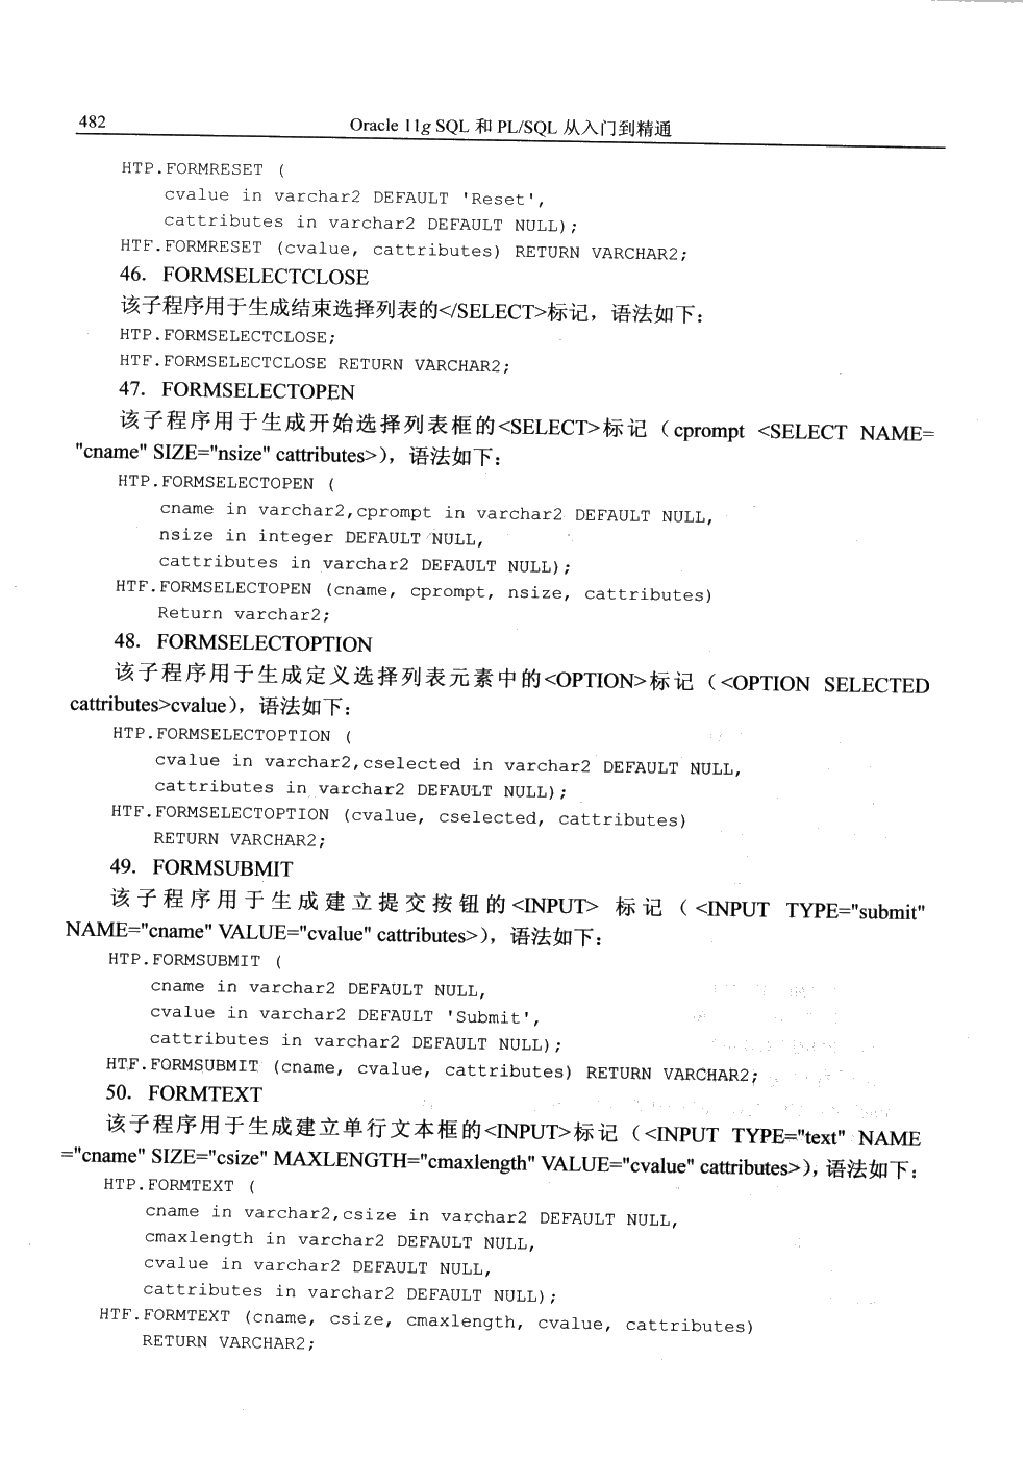 482
Oracle 11g SQL 和 PL/SQL 从入门到精通
HTP.FORMRESET (
cvalue in varchar2 DEFAULT 'Reset',
cattributes in varchar2 DEFAULT NULL);
HTF.FORMRESET (cvalue, cattributes) RETURN VARCHAR2;
46. FORMSELECTCLOSE
该子程序用于生成结束选择列表的</SELECT>标记，语法如下：
HTP.FORMSELECTCLOSE;
HTF.FORMSELECTCLOSE RETURN VARCHAR2;
47. FORMSELECTOPEN
该子程序用于生成开始选择列表框的<SELECT>标记（cprompt <SELECT NAME=
"cname" SIZE="nsize" cattributes>），语法如下：
HTP.FORMSELECTOPEN (
cname in varchar2,cprompt in varchar2 DEFAULT NULL,
nsize in integer DEFAULT NULL,
cattributes in varchar2 DEFAULT NULL);
HTF.FORMSELECTOPEN (cname, cprompt, nsize, cattributes)
Return varchar2;
48. FORMSELECTOPTION
该子程序用于生成定义选择列表元素中的<OPTION>标记（<OPTION SELECTED
cattributes>cvalue），语法如下：
HTP.FORMSELECTOPTION (
cvalue in varchar2,cselected in varchar2 DEFAULT NULL,
cattributes in varchar2 DEFAULT NULL);
HTF.FORMSELECTOPTION (cvalue, cselected, cattributes)
RETURN VARCHAR2;
49. FORMSUBMIT
该子程序用于生成建立提交按钮的<INPUT> 标记（<INPUT TYPE="submit"
NAME="cname" VALUE="cvalue" cattributes>），语法如下：
HTP.FORMSUBMIT (
cname in varchar2 DEFAULT NULL,
cvalue in varchar2 DEFAULT 'Submit',
cattributes in varchar2 DEFAULT NULL);
HTF.FORMSUBMIT (cname, cvalue, cattributes) RETURN VARCHAR2;
50. FORMTEXT
该子程序用于生成建立单行文本框的<INPUT>标记（<INPUT TYPE="text" NAME
="cname" SIZE="csize" MAXLENGTH="cmaxlength" VALUE="cvalue" cattributes>），语法如下：
HTP.FORMTEXT (
cname in varchar2,csize in varchar2 DEFAULT NULL,
cmaxlength in varchar2 DEFAULT NULL,
cvalue in varchar2 DEFAULT NULL,
cattributes in varchar2 DEFAULT NULL);
HTF.FORMTEXT (cname, csize, cmaxlength, cvalue, cattributes)
RETURN VARCHAR2;